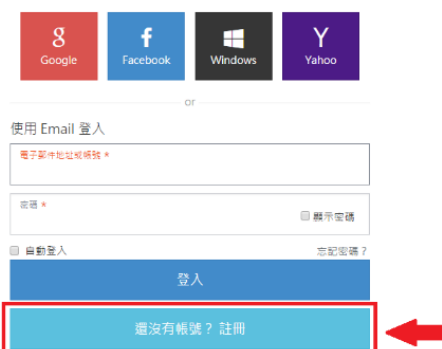 8
Google
f
Facebook
Windows
Y
Yahoo
or
使用 Email 登入
電子郵件地址或帳號 *
密碼 *
顯示密碼
自動登入
忘記密碼？
登入
還沒有帳號？ 註冊